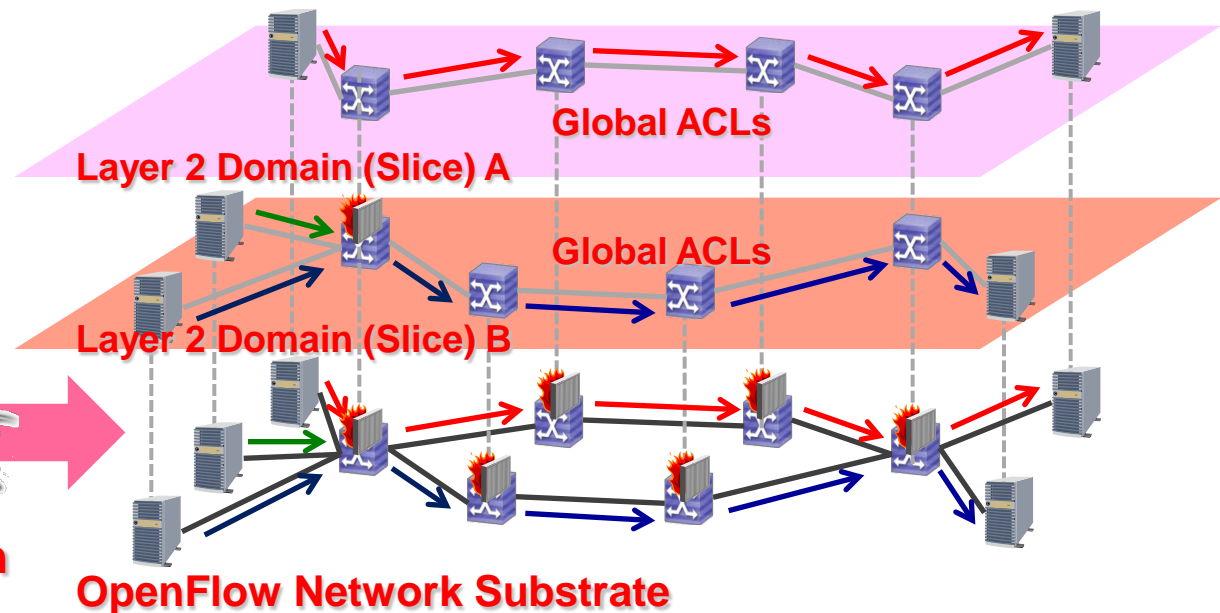 Global ACLs
Layer 2 Domain (Slice) A
Global ACLs
Layer 2 Domain (Slice) B
OpenFlow Network Substrate